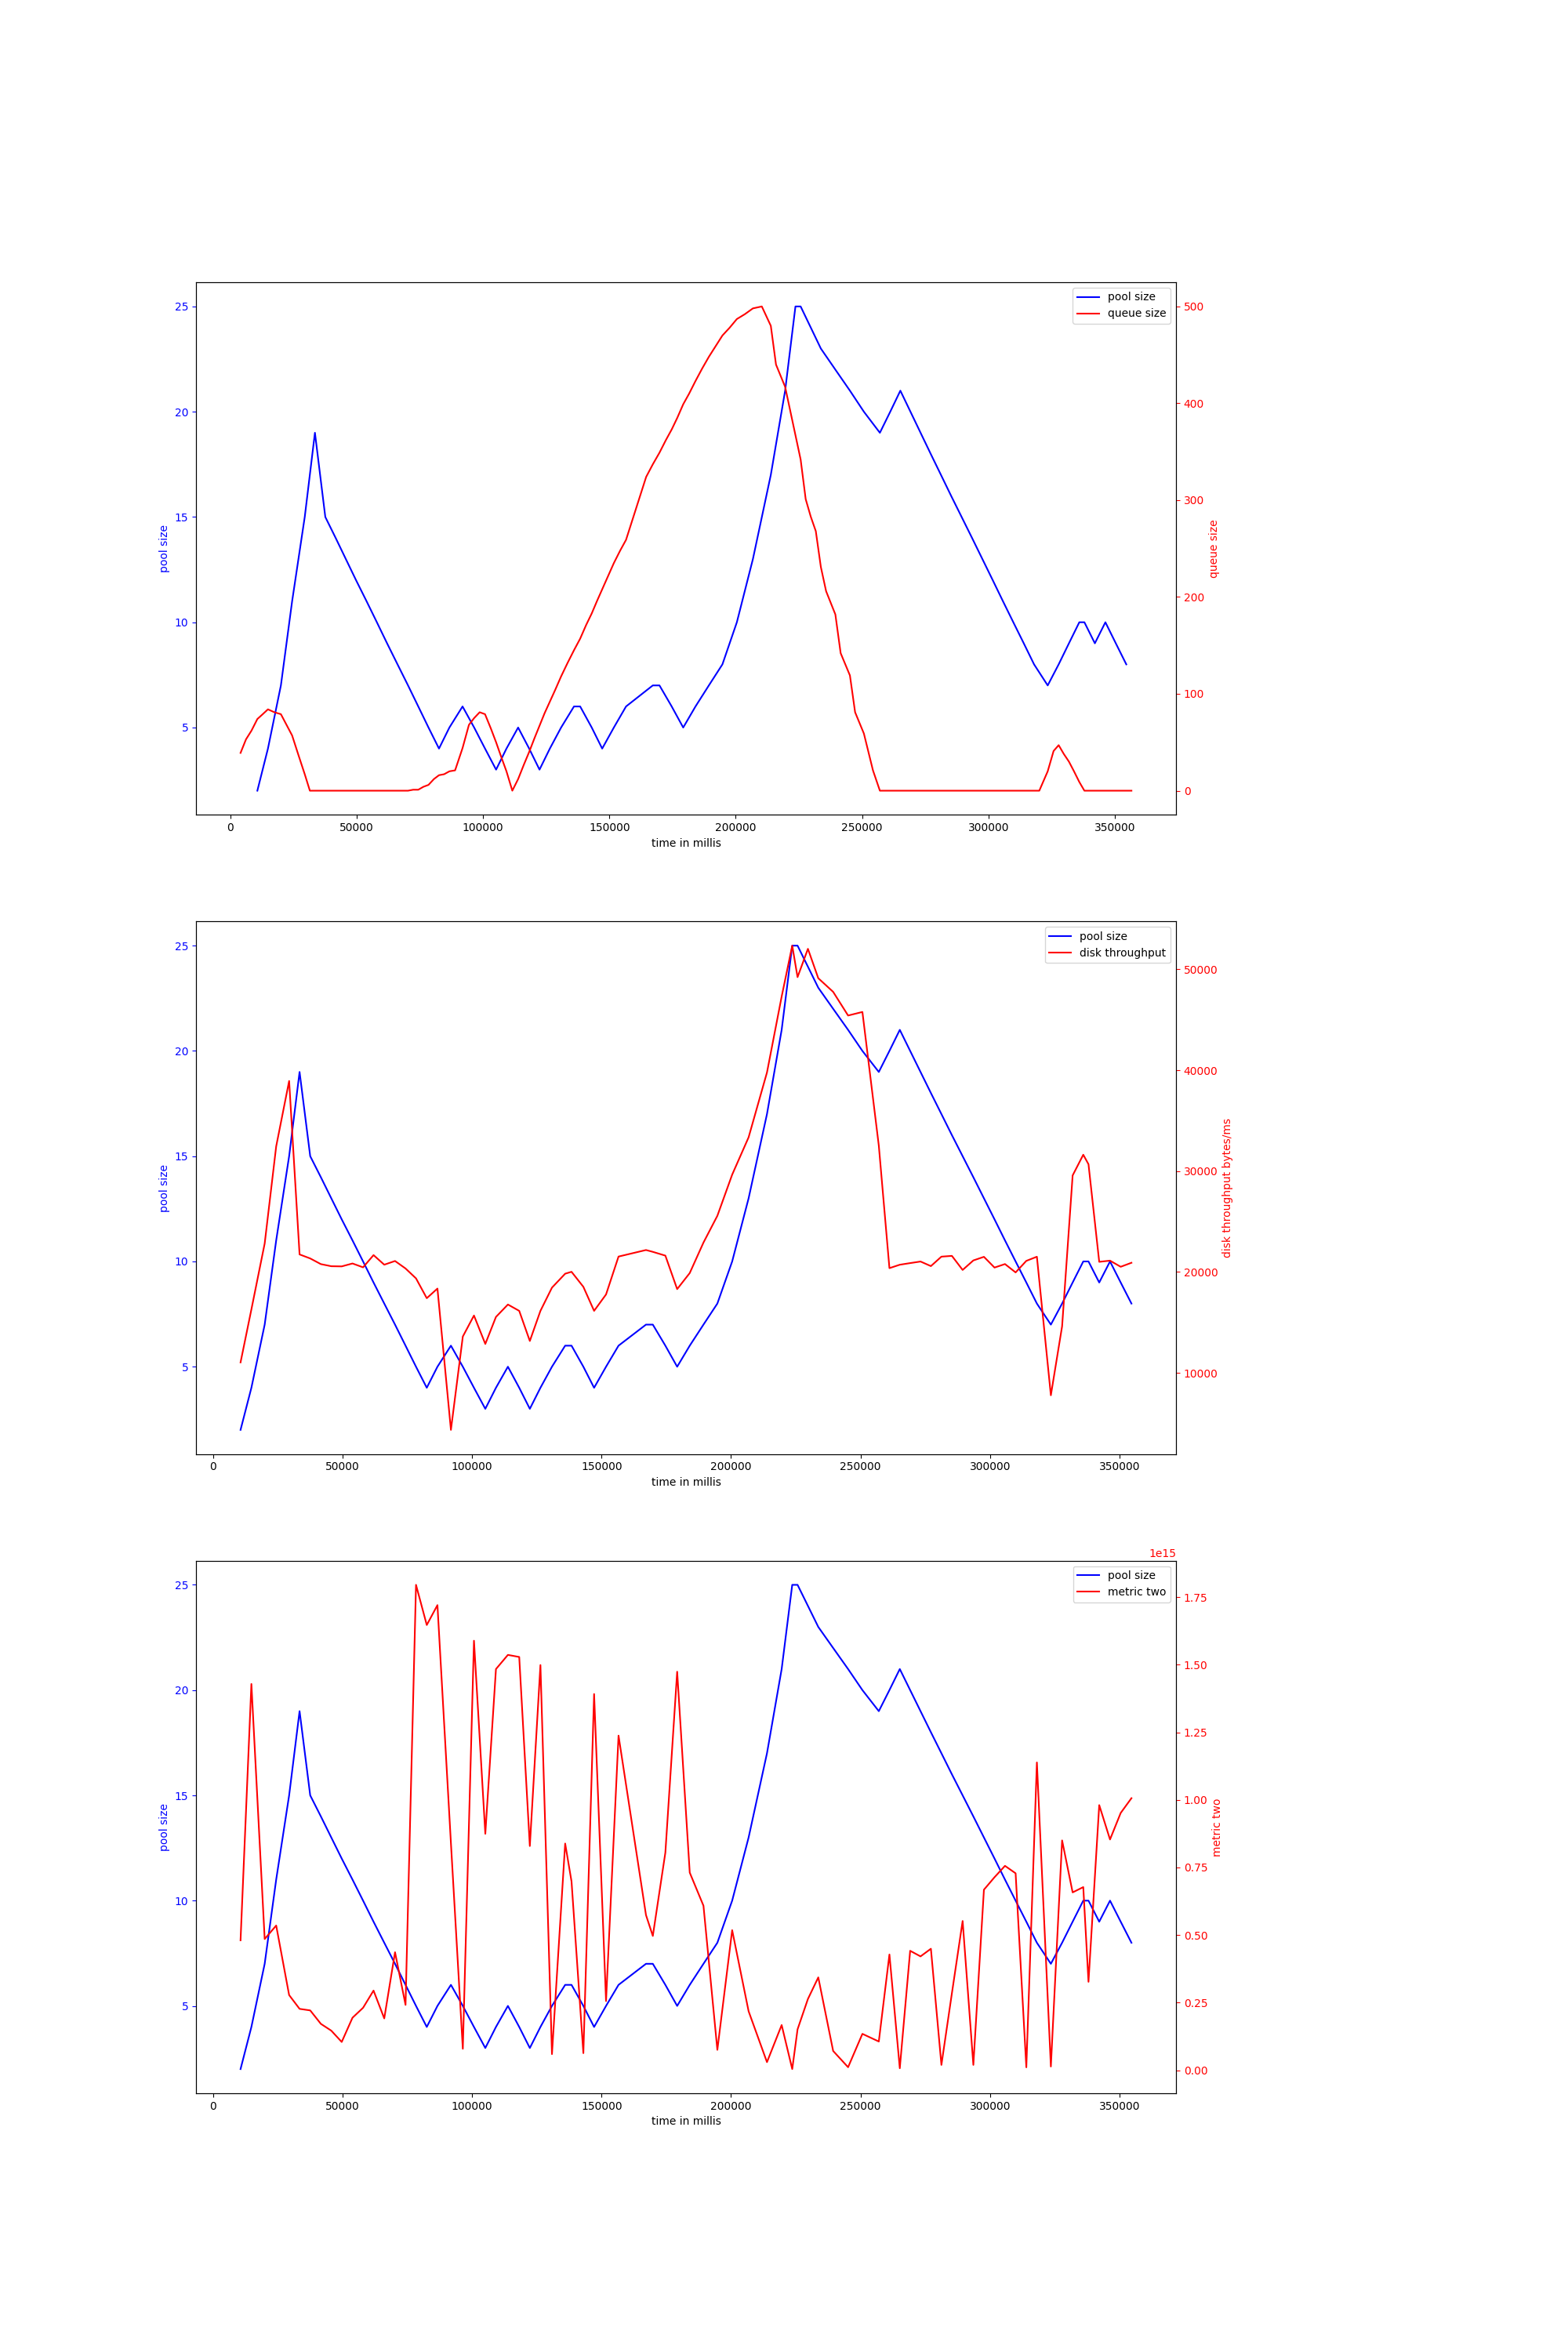 pool size
queue size
25
20
15
10
5
pool size
500
400
300
200
100
0
queue size
0 50000 100000 150000 200000 250000 300000 350000
time in millis
pool size
disk throughput
25
20
15
10
5
pool size
50000
40000
30000
20000
10000
disk throughput bytes/ms
0 50000 100000 150000 200000 250000 300000 350000
time in millis
1e15
pool size
metric two
25
20
15
10
5
pool size
1.75
1.50
1.25
1.00
0.75
0.50
0.25
0.00
metric two
0 50000 100000 150000 200000 250000 300000 350000
time in millis